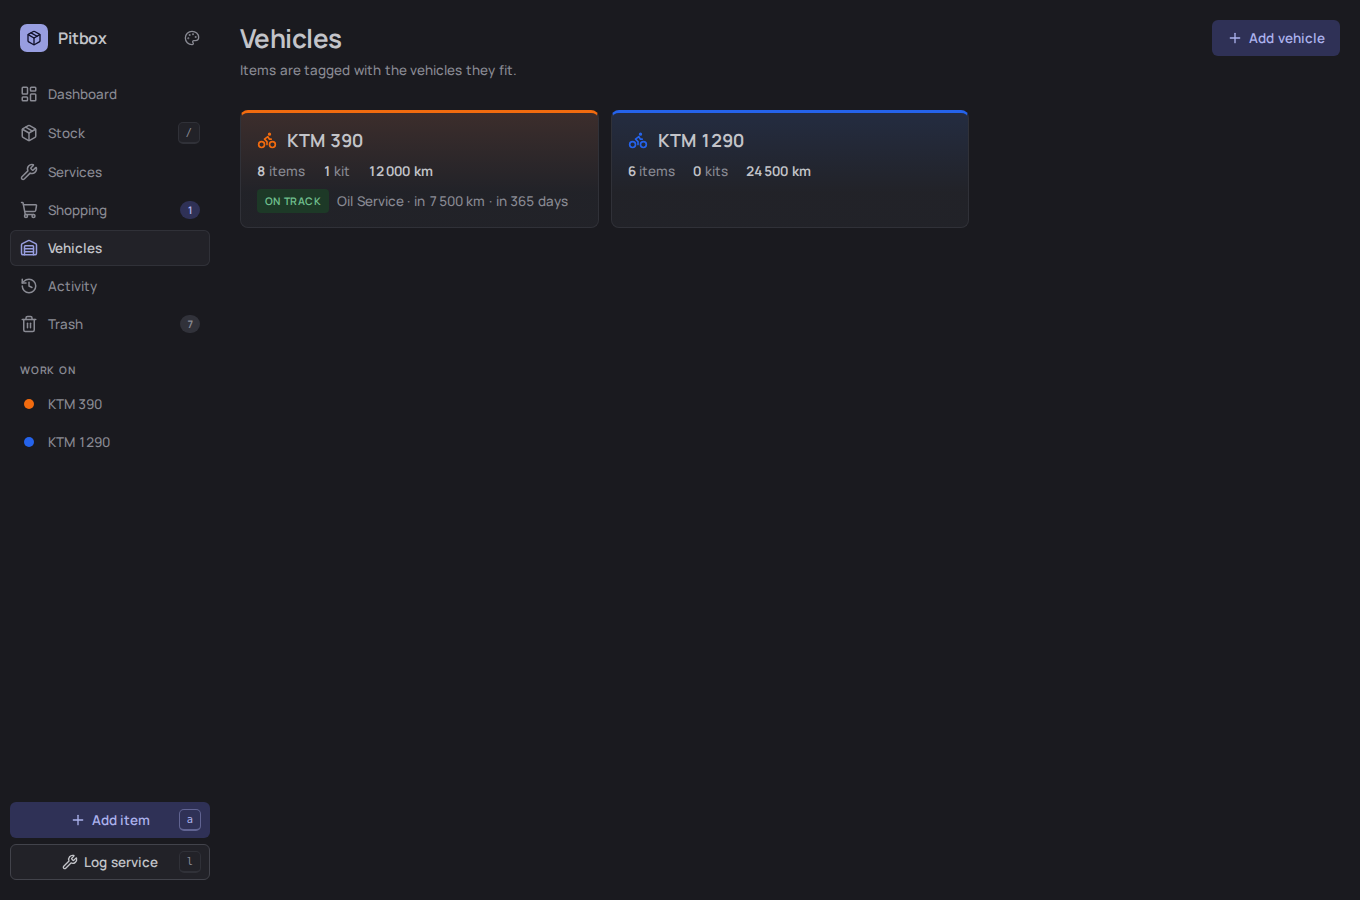 Pitbox
Dashboard
Stock /
Services
Shopping 1
Vehicles
Activity
Trash 7
WORK ON
KTM 390
KTM 1290
Add item a
Log service l
Vehicles
Items are tagged with the vehicles they fit.
Add vehicle
KTM 390
8 items 1 kit 12 000 km
ON TRACK Oil Service · in 7 500 km · in 365 days
KTM 1290
6 items 0 kits 24 500 km